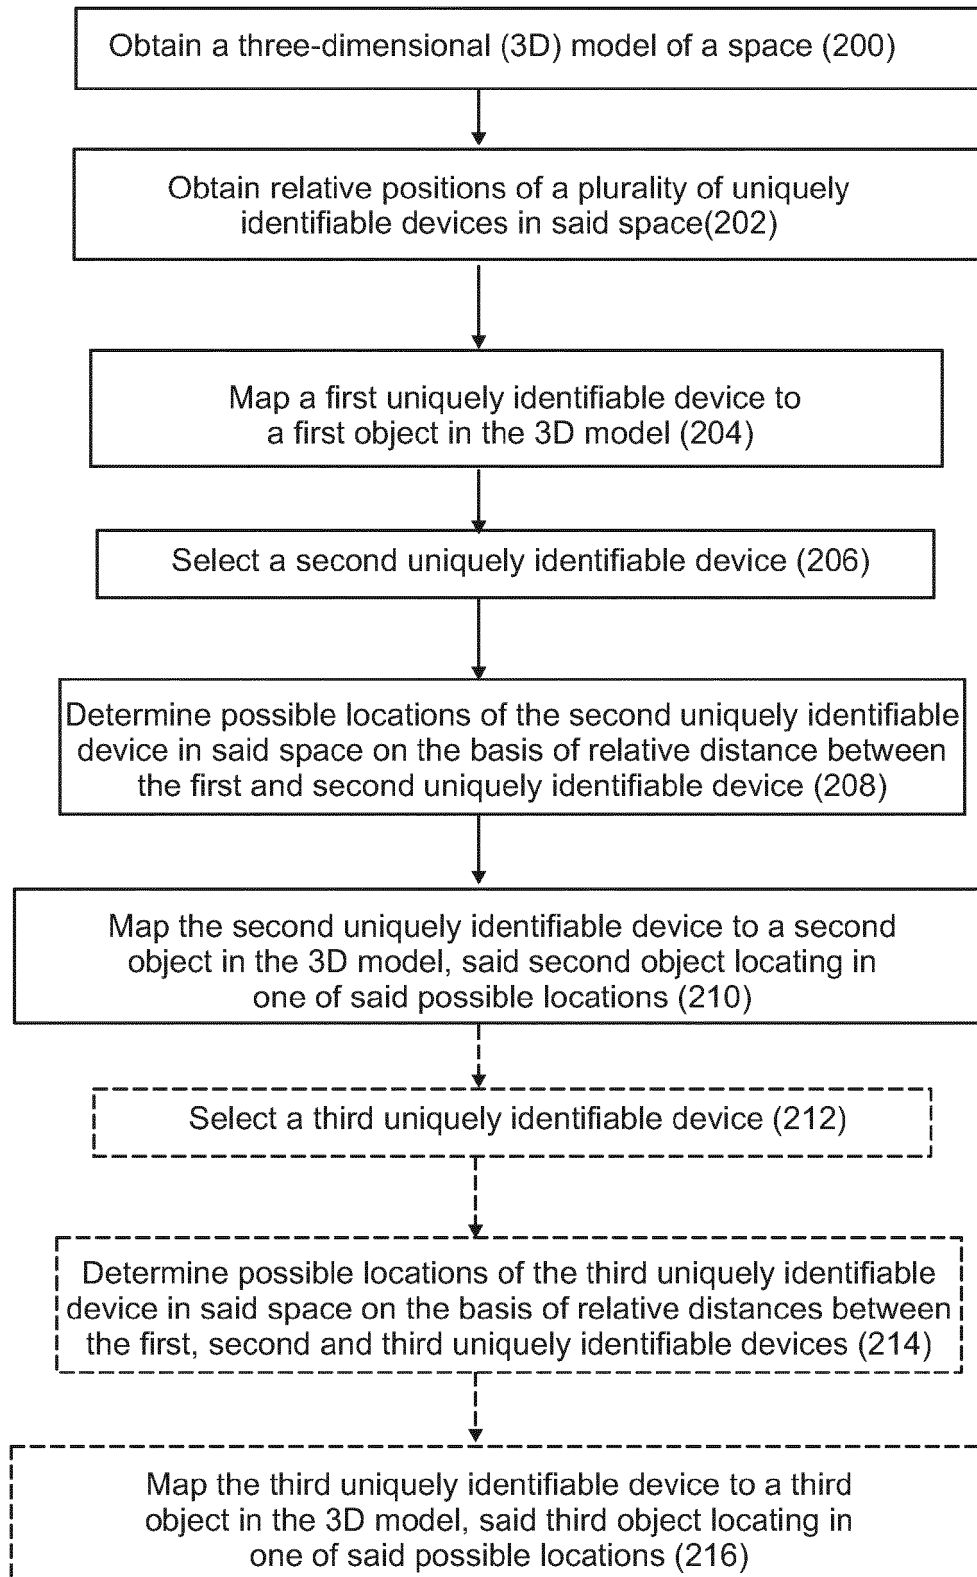 Obtain a three-dimensional (3D) model of a space (200)
Obtain relative positions of a plurality of uniquely
identifiable devices in said space(202)
Map a first uniquely identifiable device to
a first object in the 3D model (204)
Select a second uniquely identifiable device (206)
Determine possible locations of the second uniquely identifiable
device in said space on the basis of relative distance between
the first and second uniquely identifiable device (208)
Map the second uniquely identifiable device to a second
object in the 3D model, said second object locating in
one of said possible locations (210)
Select a third uniquely identifiable device (212)
Determine possible locations of the third uniquely identifiable
device in said space on the basis of relative distances between
the first, second and third uniquely identifiable devices (214)
Map the third uniquely identifiable device to a third
object in the 3D model, said third object locating in
one of said possible locations (216)